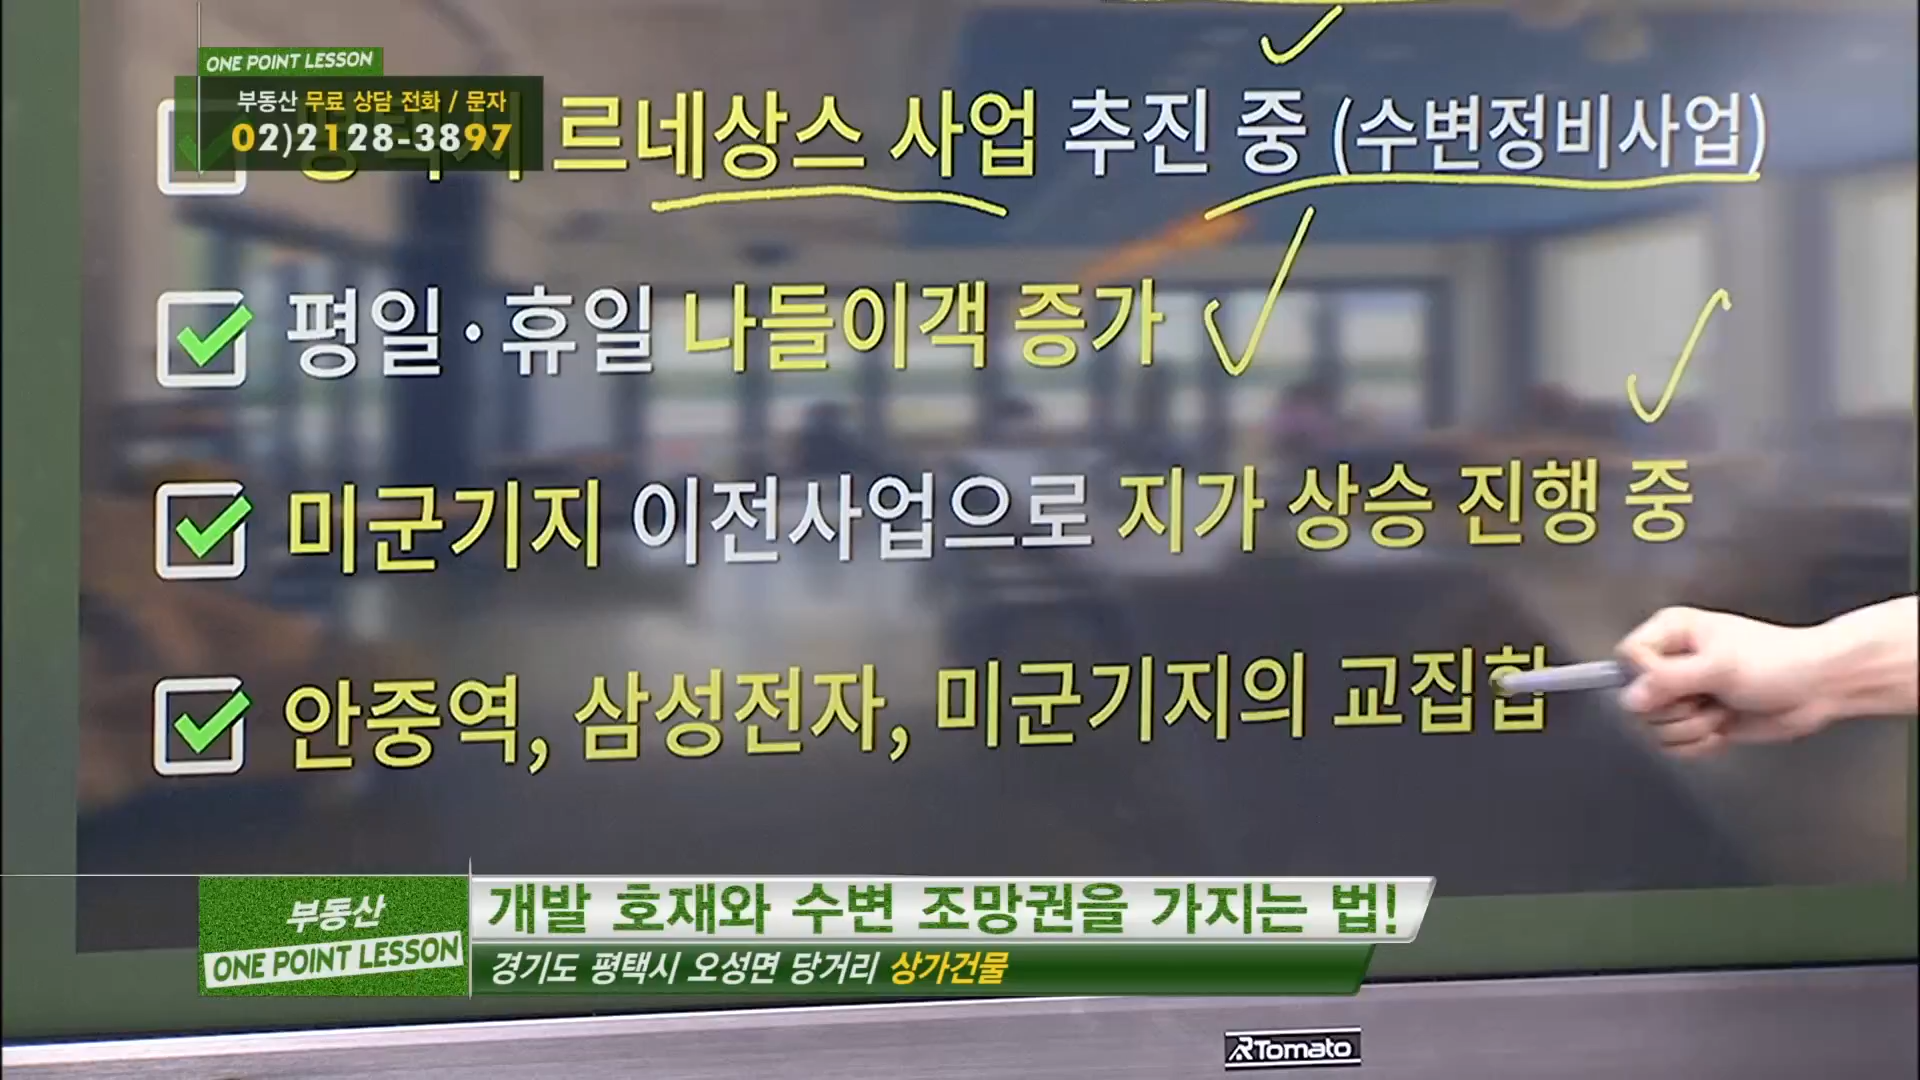 ONE POINT LESSON
부동산 무료 상담 전화 / 문자
02)2128-3897
평택시 르네상스 사업 추진 중 (수변정비사업)
평일·휴일 나들이객 증가
미군기지 이전사업으로 지가 상승 진행 중
안중역, 삼성전자, 미군기지의 교집합
부동산
ONE POINT LESSON
개발 호재와 수변 조망권을 가지는 법!
경기도 평택시 오성면 당거리 상가건물
RTomato